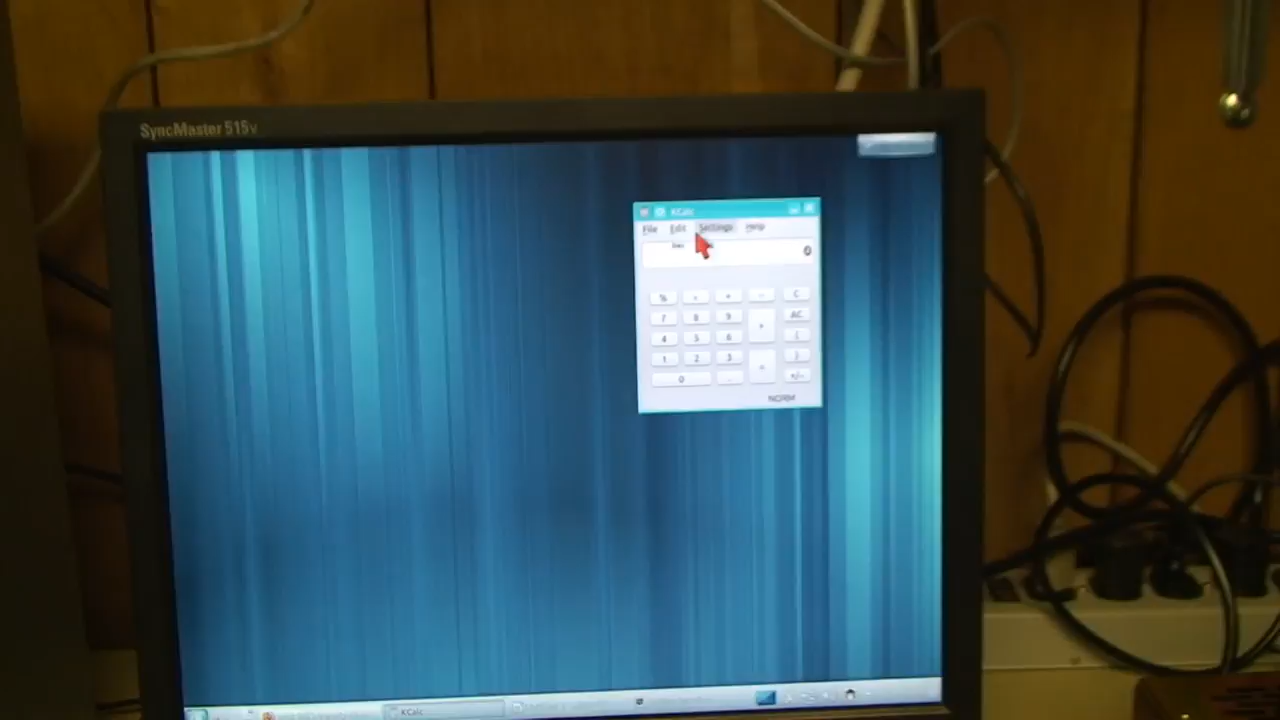 SyncMaster 515v
KCalc
File Edit Settings Help
0
% + C
7 8 9 AC
4 5 6 (
1 2 3 )
0 . = +/-
NORM
KCalc